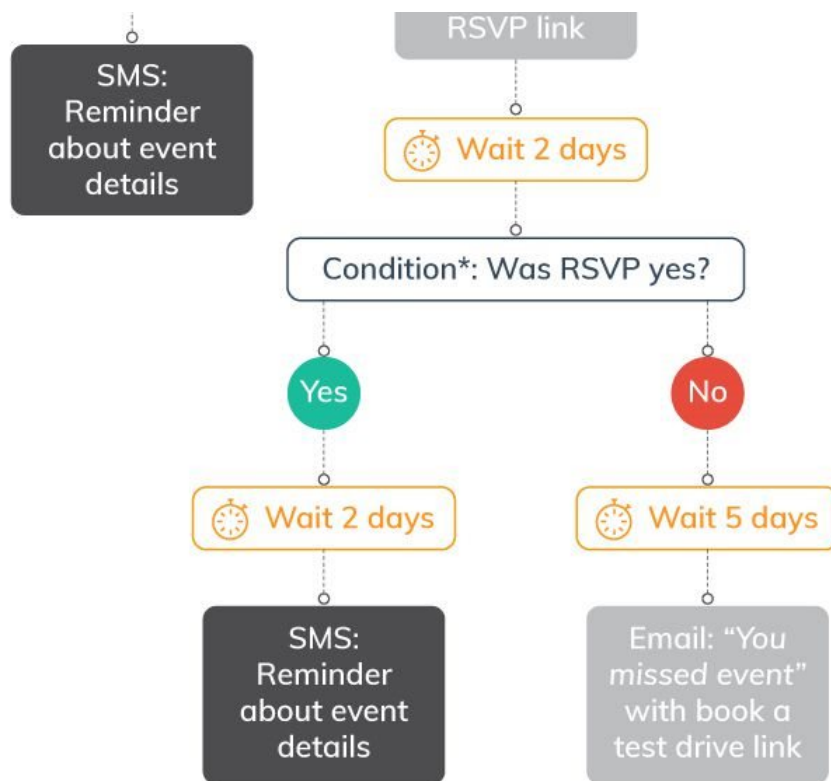 RSVP link
SMS:
Reminder
about event
details
Wait 2 days
Condition*: Was RSVP yes?
Yes
No
Wait 2 days
Wait 5 days
SMS:
Reminder
about event
details
Email: “You
missed event”
with book a
test drive link